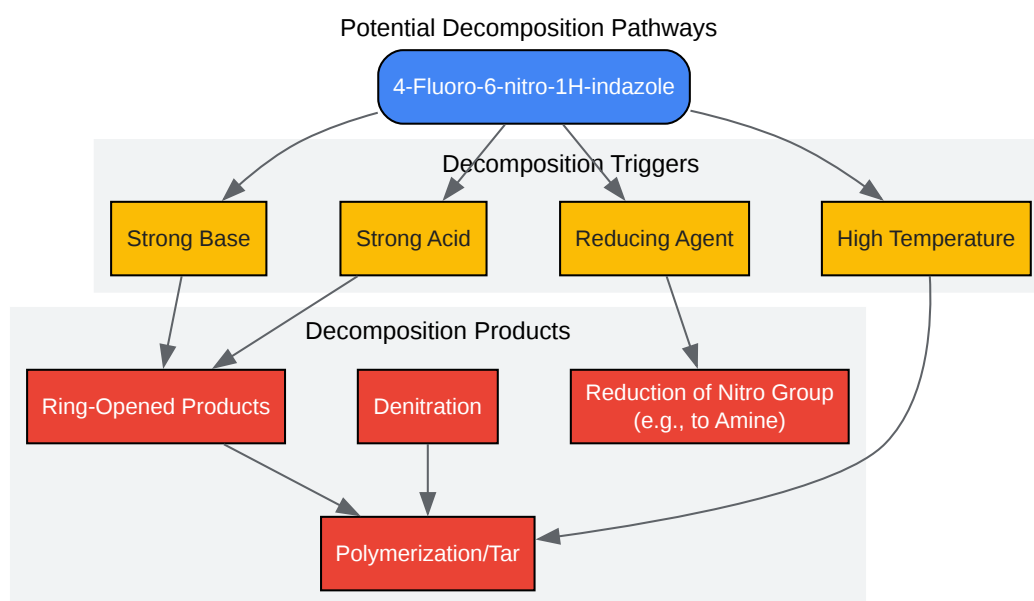 Potential Decomposition Pathways
4-Fluoro-6-nitro-1H-indazole
Decomposition Triggers
Strong Base
Strong Acid
Reducing Agent
High Temperature
Decomposition Products
Ring-Opened Products
Denitration
Reduction of Nitro Group
(e.g., to Amine)
Polymerization/Tar